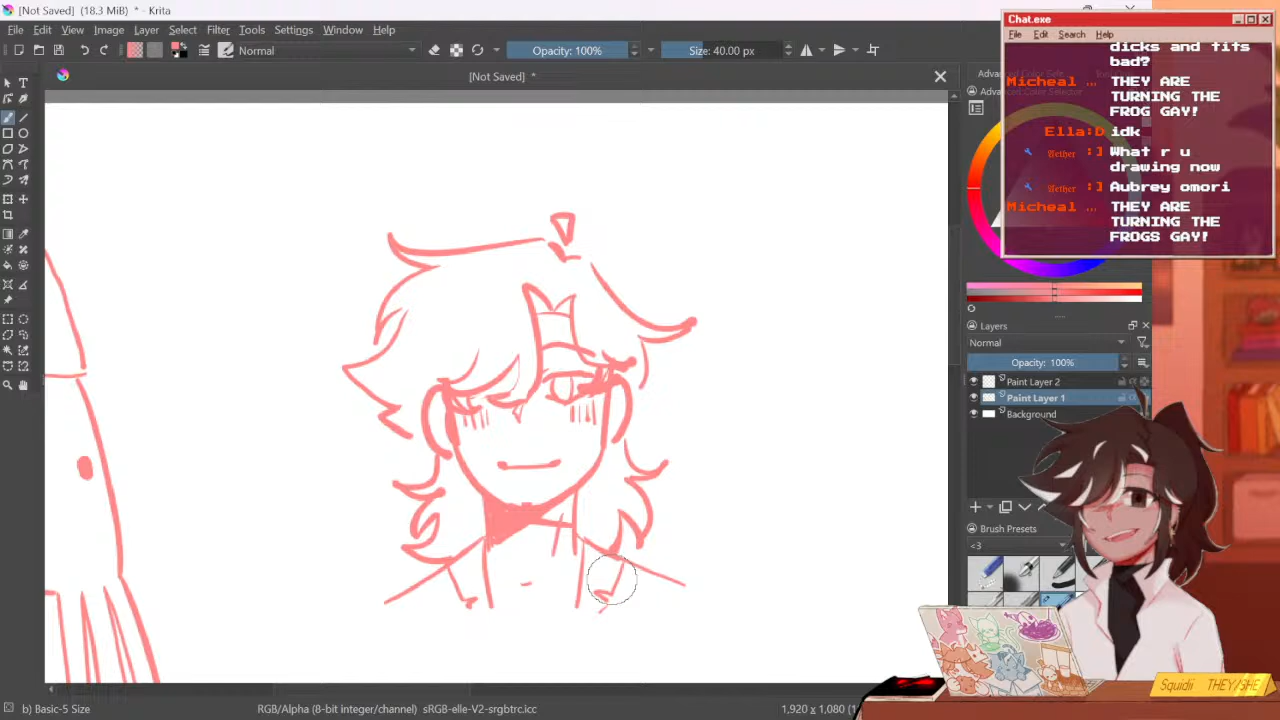 [Not Saved] (18.3 MiB) * - Krita
File Edit View Image Layer Select Filter Tools Settings Window Help
Normal
Opacity: 100%
Size: 40.00 px
[Not Saved] *
Chat.exe
File Edit Search Help
dicks and tits
bad?
Micheal ... THEY ARE
TURNING THE
FROG GAY!
Ella:D idk
Aether :] What r u
drawing now
Aether :] Aubrey omori
Micheal ... THEY ARE
TURNING THE
FROGS GAY!
Layers
Normal
Opacity: 100%
Paint Layer 2
Paint Layer 1
Background
Brush Presets
<3
Squidii THEY/SHE
b) Basic-5 Size
RGB/Alpha (8-bit integer/channel) sRGB-elle-V2-srgbtrc.icc
1,920 x 1,080